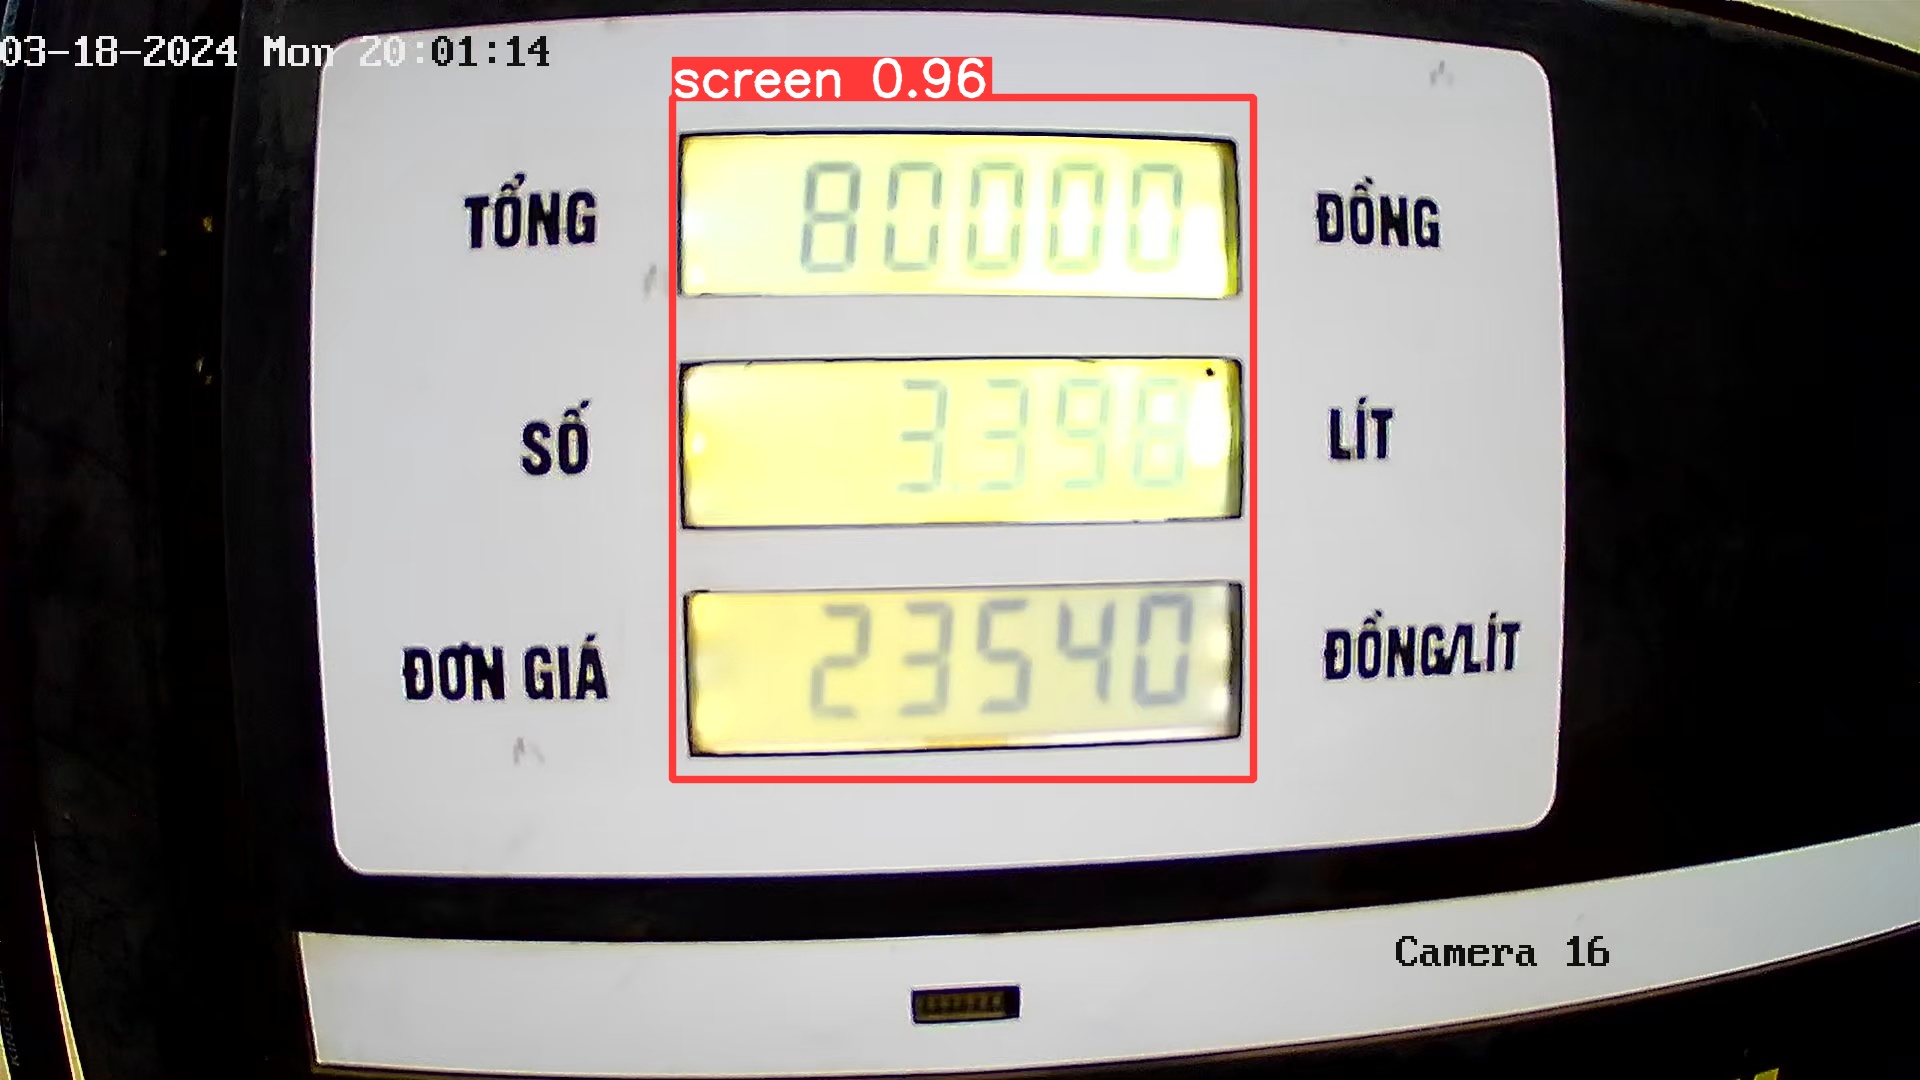 03-18-2024 Mon 20:01:14
screen 0.96
TỔNG 80000 ĐỒNG
SỐ 3.398 LÍT
ĐƠN GIÁ 23540 ĐỒNG/LÍT
Camera 16